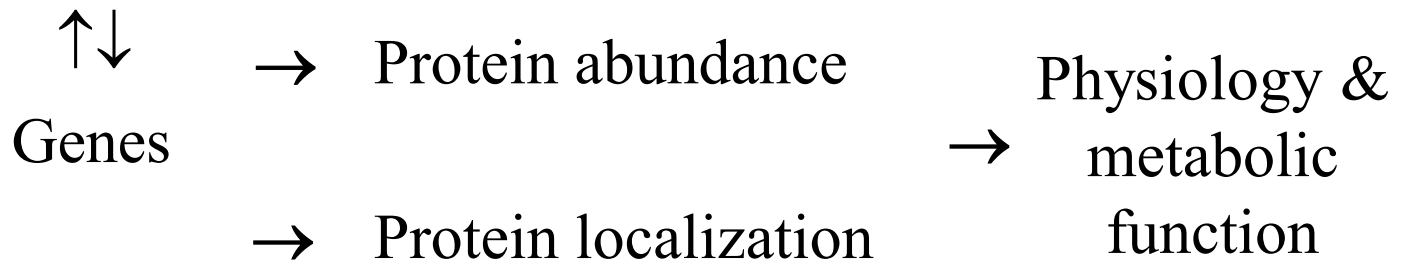 ↑↓
Genes
→ Protein abundance
→ Protein localization
→ Physiology &
metabolic
function